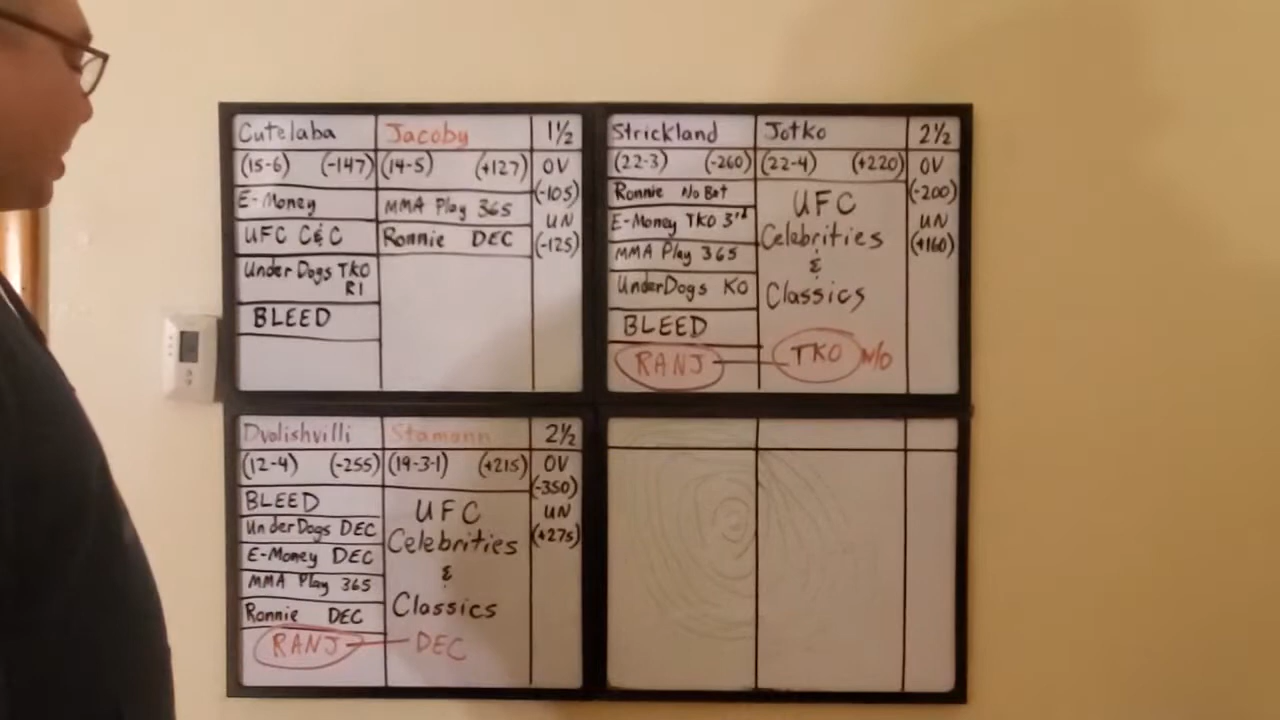 Cutelaba Jacoby 1½
(15-6) (-147) (14-5) (+127) OV
(-105)
E-Money MMA Play 365 UN
UFC C&C Ronnie DEC (-125)
UnderDogs TKO
R1
BLEED
Strickland Jotko 2½
(22-3) (-260) (22-4) (+220) OV
Ronnie No Bet UFC (-200)
E-Money TKO 3rd Celebrities UN
MMA Play 365 & (+160)
UnderDogs KO Classics
BLEED
RANJ TKO N/O
Dvalishvilli Stamann 2½
(12-4) (-255) (19-3-1) (+215) OV
BLEED UFC (-350)
UnderDogs DEC Celebrities UN
E-Money DEC & (+275)
MMA Play 365
Ronnie DEC Classics
RANJ DEC